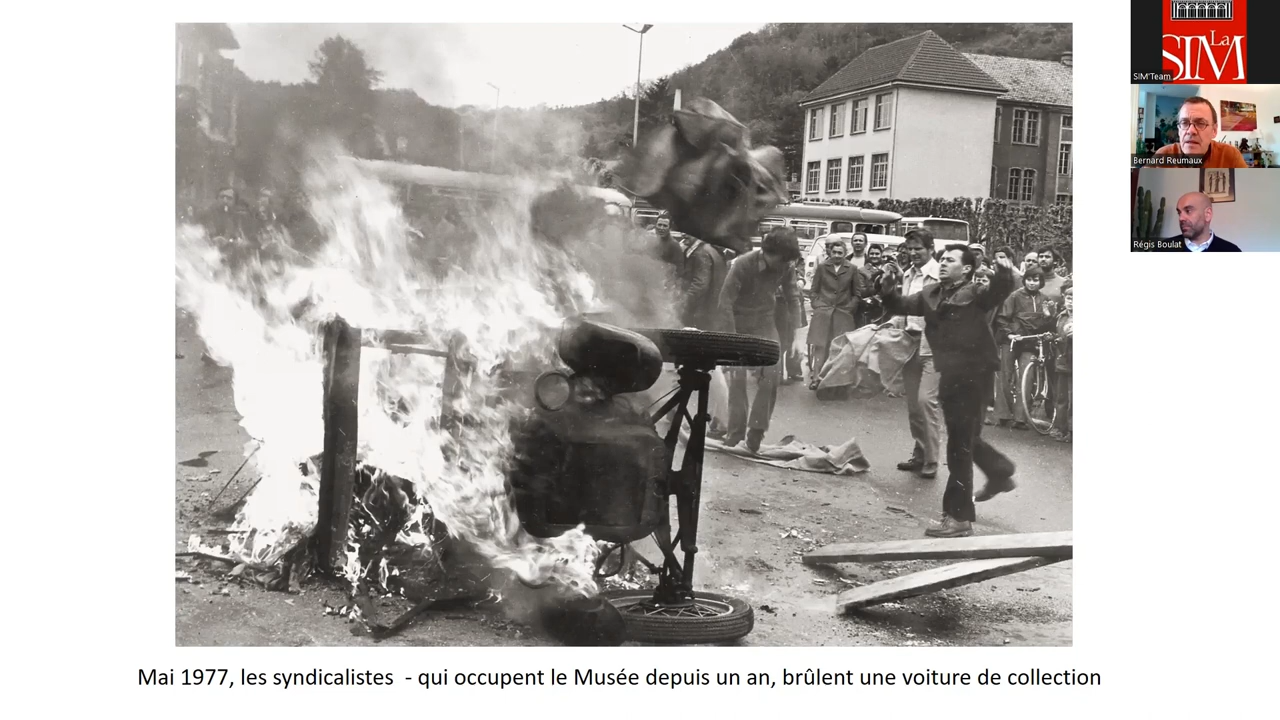 La
SIM
SIM'Team
Bernard Reumaux
Régis Boulat
Mai 1977, les syndicalistes - qui occupent le Musée depuis un an, brûlent une voiture de collection